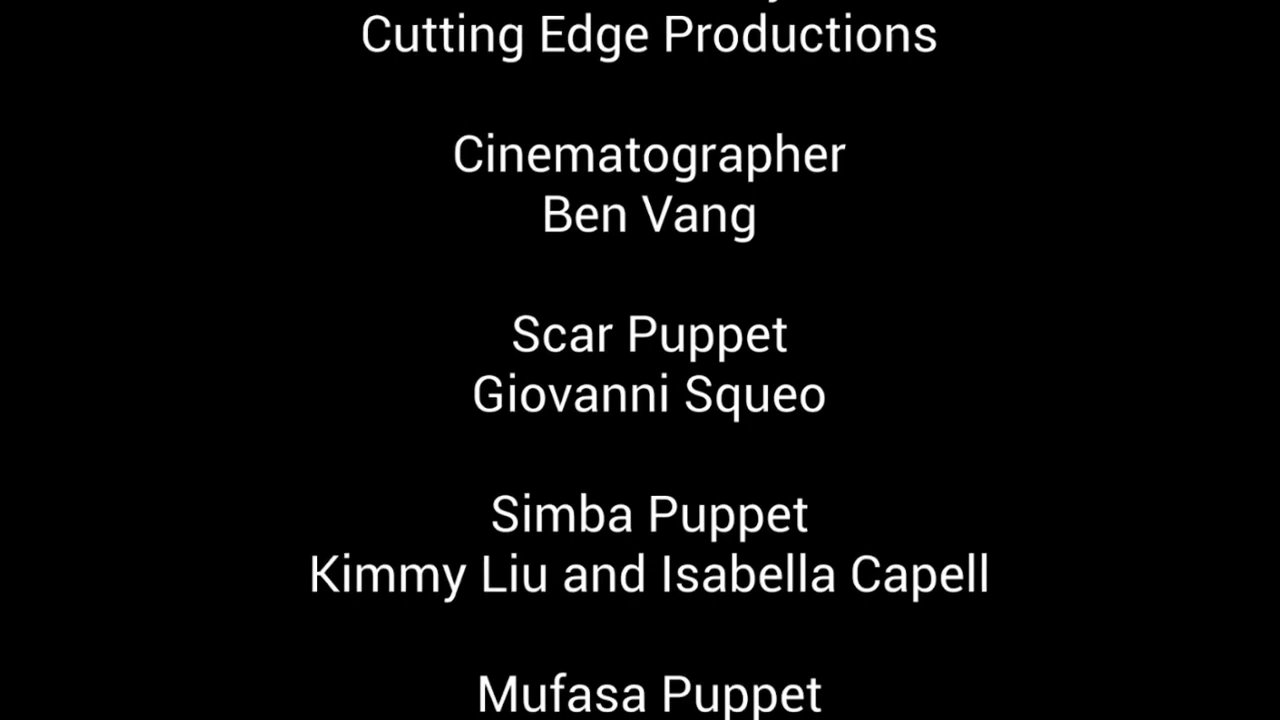 Cutting Edge Productions
Cinematographer
Ben Vang
Scar Puppet
Giovanni Squeo
Simba Puppet
Kimmy Liu and Isabella Capell
Mufasa Puppet